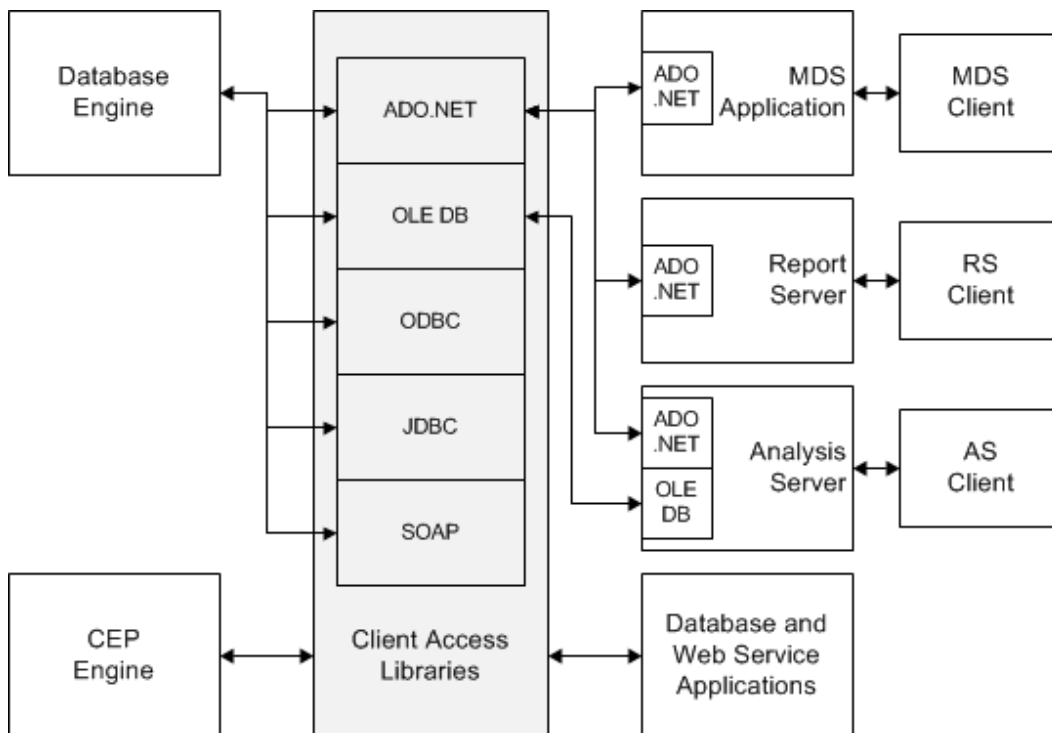 Database
Engine
ADO.NET
OLE DB
ODBC
JDBC
SOAP
Client Access
Libraries
CEP
Engine
ADO
.NET
MDS
Application
MDS
Client
ADO
.NET
Report
Server
RS
Client
ADO
.NET
OLE
DB
Analysis
Server
AS
Client
Database and
Web Service
Applications